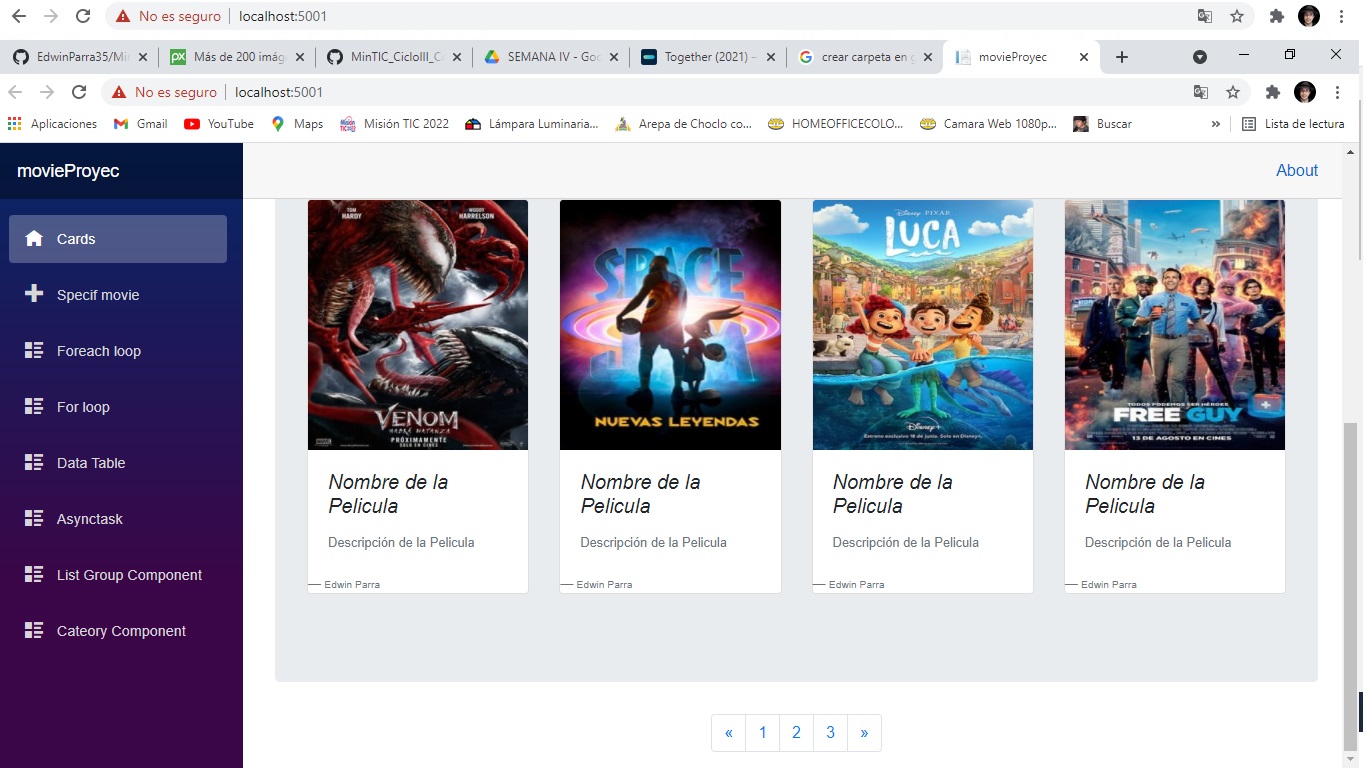 No es seguro | localhost:5001
EdwinParra35/Min
Más de 200 imág
MinTIC_CicloIII_C
SEMANA IV - Goo
Together (2021) –
crear carpeta en g
movieProyec
No es seguro | localhost:5001
Aplicaciones
Gmail
YouTube
Maps
Misión TIC 2022
Lámpara Luminaria...
Arepa de Choclo co...
HOMEOFFICECOLO...
Camara Web 1080p...
Buscar
»
Lista de lectura
movieProyec
About
Cards
Specif movie
Foreach loop
For loop
Data Table
Asynctask
List Group Component
Cateory Component
TOM HARDY
WOODY HARRELSON
VENOM
HABRÁ MATANZA
PRÓXIMAMENTE
SOLO EN CINES
Nombre de la
Pelicula
Descripción de la Pelicula
— Edwin Parra
SPACE
JAM
NUEVAS LEYENDAS
Nombre de la
Pelicula
Descripción de la Pelicula
— Edwin Parra
Disney PIXAR
LUCA
Disney+
Estreno exclusivo 18 de junio. Solo en Disney+.
Nombre de la
Pelicula
Descripción de la Pelicula
— Edwin Parra
TODOS PODEMOS SER HÉROES
FREE GUY
13 DE AGOSTO EN CINES
Nombre de la
Pelicula
Descripción de la Pelicula
— Edwin Parra
« 1 2 3 »